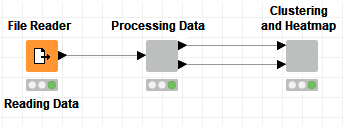 File Reader
Processing Data
Clustering
and Heatmap
Reading Data